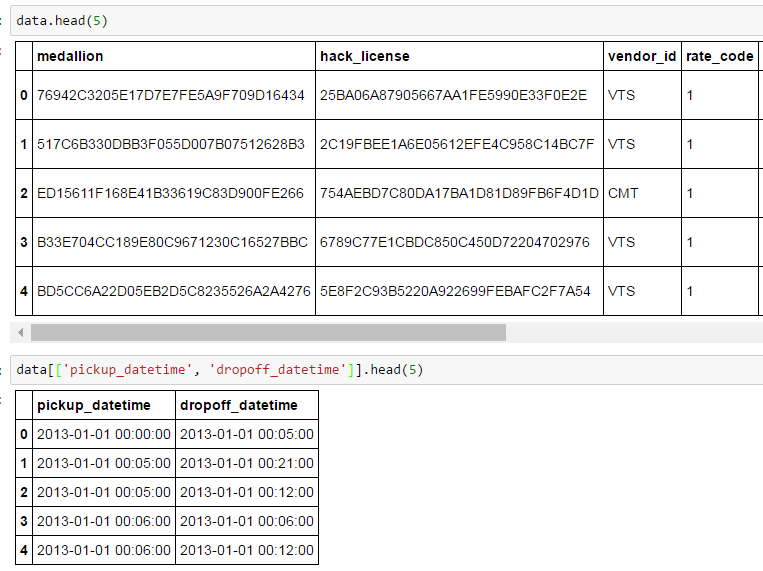 data.head(5)
medallion hack_license vendor_id rate_code
0 76942C3205E17D7E7FE5A9F709D16434 25BA06A87905667AA1FE5990E33F0E2E VTS 1
1 517C6B330DBB3F055D007B07512628B3 2C19FBEE1A6E05612EFE4C958C14BC7F VTS 1
2 ED15611F168E41B33619C83D900FE266 754AEBD7C80DA17BA1D81D89FB6F4D1D CMT 1
3 B33E704CC189E80C9671230C16527BBC 6789C77E1CBDC850C450D72204702976 VTS 1
4 BD5CC6A22D05EB2D5C8235526A2A4276 5E8F2C93B5220A922699FEBAFC2F7A54 VTS 1
data[['pickup_datetime', 'dropoff_datetime']].head(5)
pickup_datetime dropoff_datetime
0 2013-01-01 00:00:00 2013-01-01 00:05:00
1 2013-01-01 00:05:00 2013-01-01 00:21:00
2 2013-01-01 00:05:00 2013-01-01 00:12:00
3 2013-01-01 00:06:00 2013-01-01 00:06:00
4 2013-01-01 00:06:00 2013-01-01 00:12:00